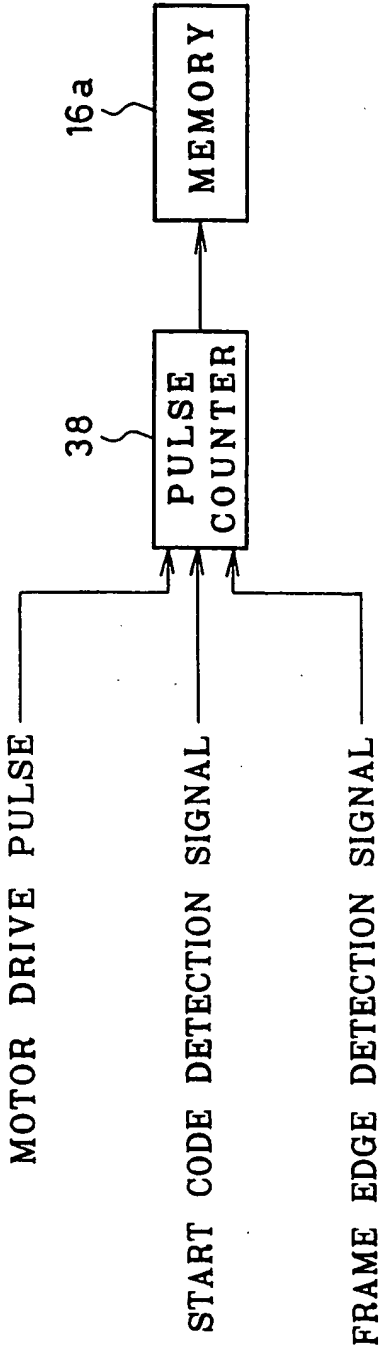 MOTOR DRIVE PULSE
START CODE DETECTION SIGNAL
FRAME EDGE DETECTION SIGNAL
38
PULSE
COUNTER
16a
MEMORY